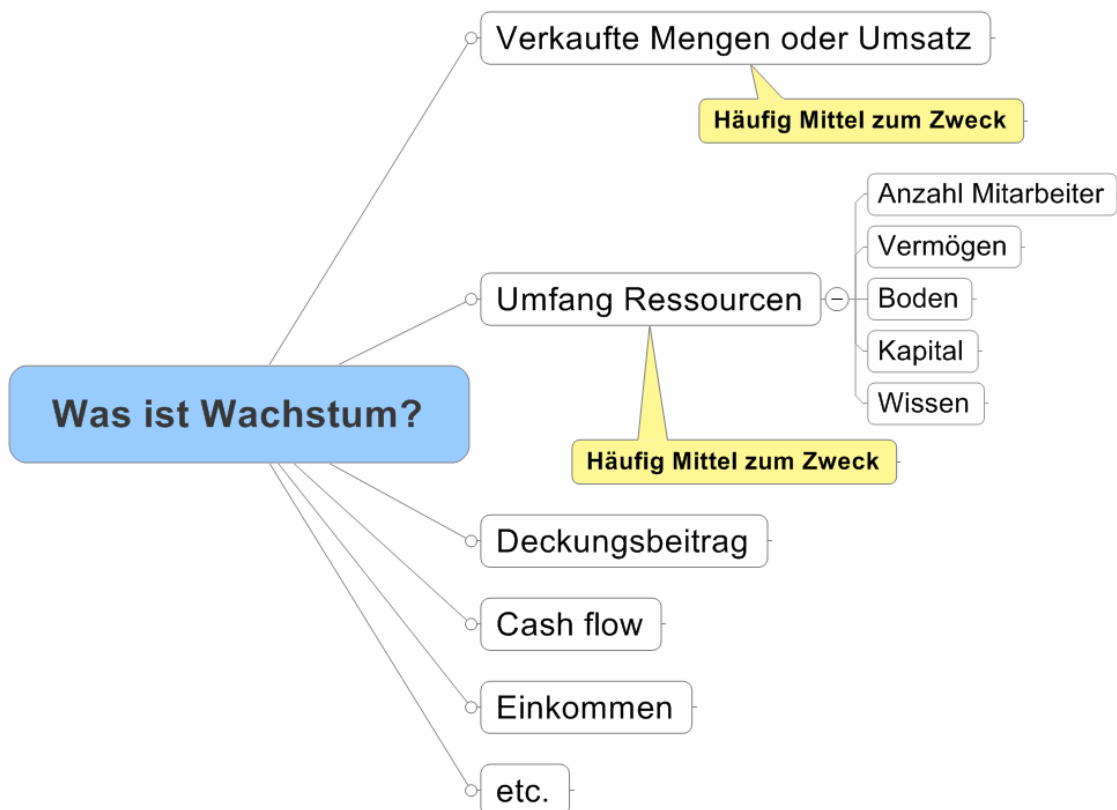 Verkaufte Mengen oder Umsatz
Häufig Mittel zum Zweck
Anzahl Mitarbeiter
Vermögen
Umfang Ressourcen
Boden
Kapital
Wissen
Was ist Wachstum?
Häufig Mittel zum Zweck
Deckungsbeitrag
Cash flow
Einkommen
etc.